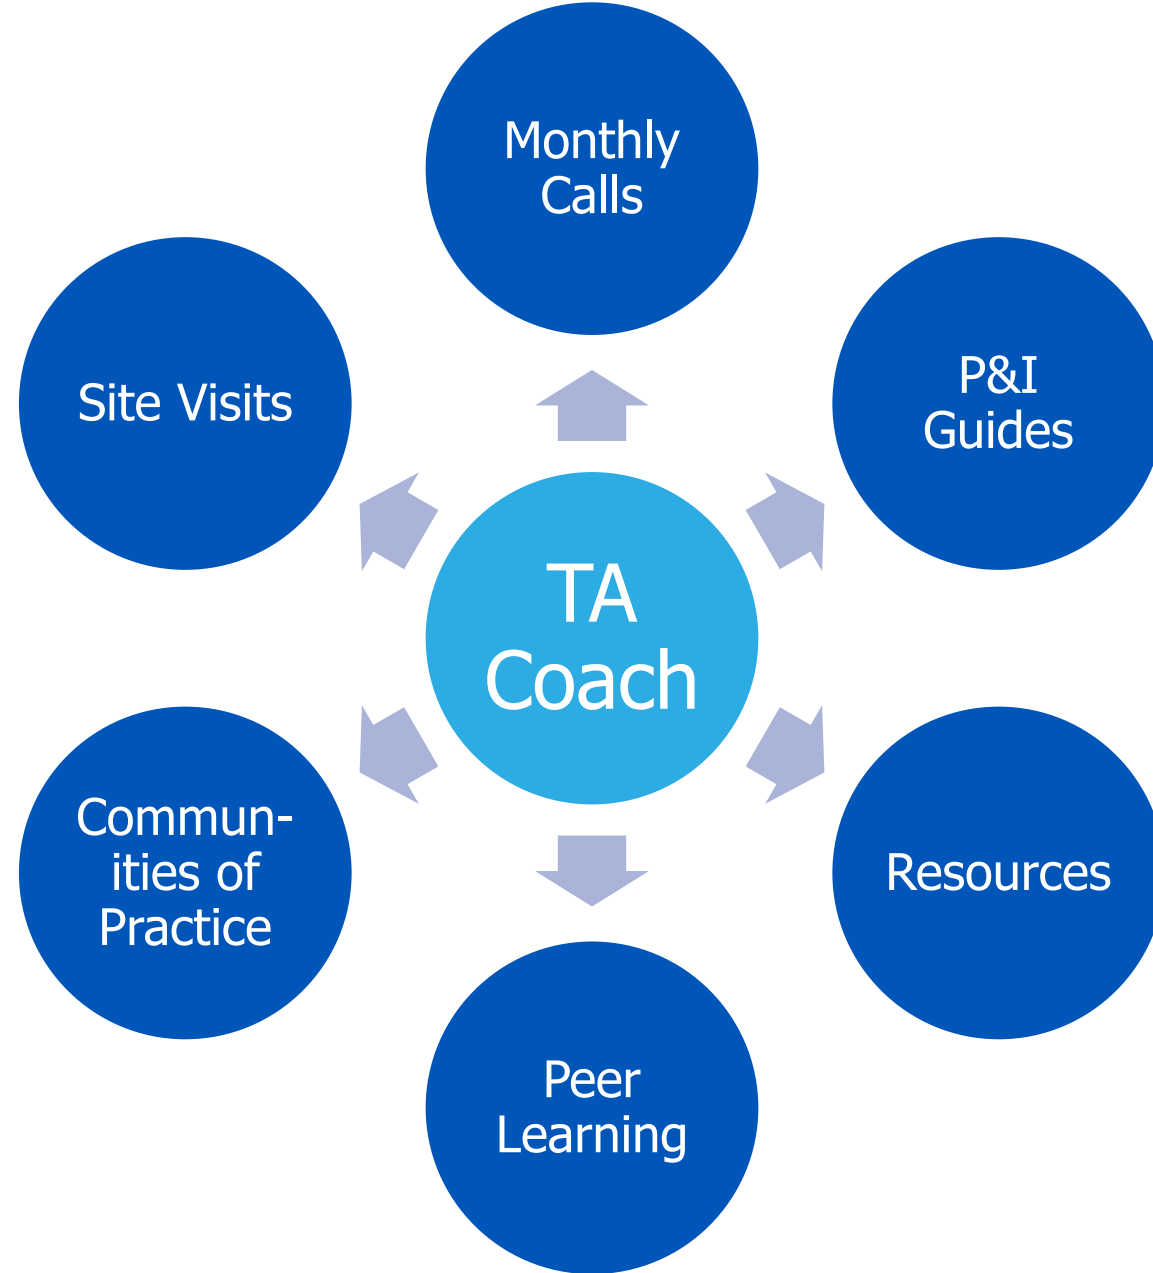 Monthly
Calls
Site Visits
P&I
Guides
TA
Coach
Commun-
ities of
Practice
Resources
Peer
Learning